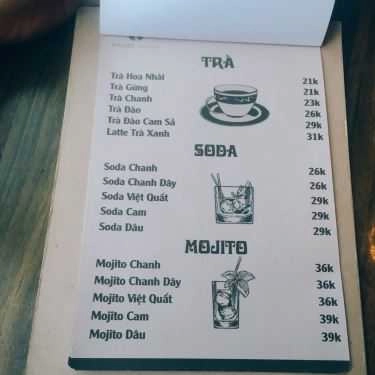 TRÀ
Trà Hoa Nhài 21k
Trà Gừng 21k
Trà Chanh 23k
Trà Đào 26k
Trà Đào Cam Sả 29k
Latte Trà Xanh 31k
SODA
Soda Chanh 26k
Soda Chanh Dây 26k
Soda Việt Quất 29k
Soda Cam 29k
Soda Dâu 29k
MOJITO
Mojito Chanh 36k
Mojito Chanh Dây 36k
Mojito Việt Quất 36k
Mojito Cam 39k
Mojito Dâu 39k